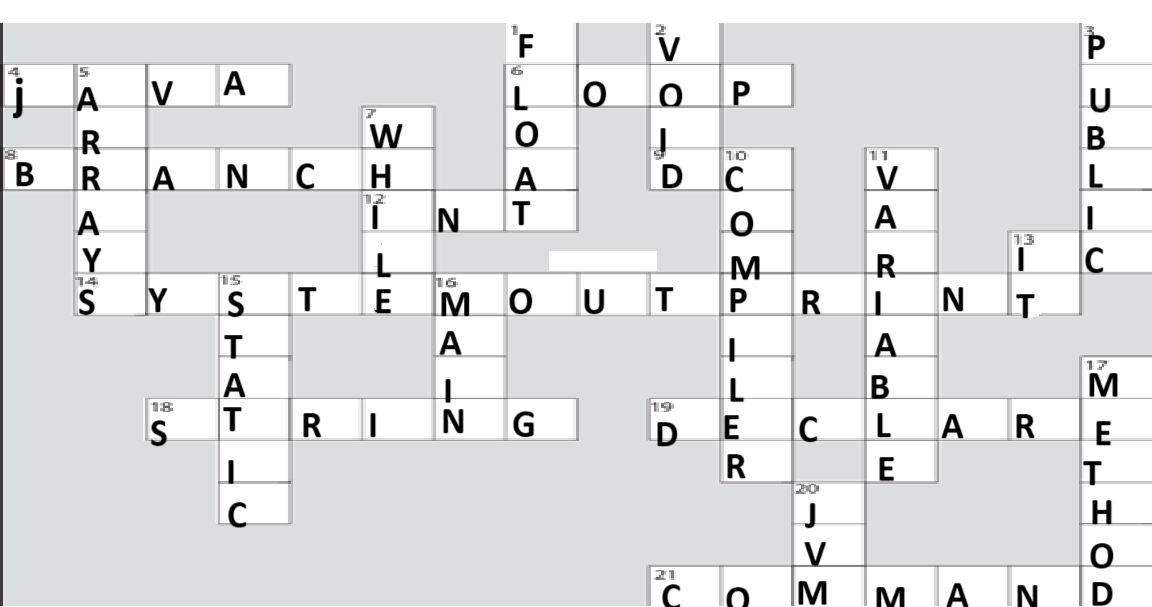 1 F 2 V 3 P
4 j 5 A V A 6 L O O P U
R 7 W O I B
8 B R A N C H A 9 D 10 C 11 V L
A 12 I N T O A I
Y L M R 13 I C
14 S Y 15 S T E 16 M O U T P R I N T
T A I A
A I L B 17 M
18 S T R I N G 19 D E C L A R E
I R E T
C 20 J H
V O
21 C O M M A N D